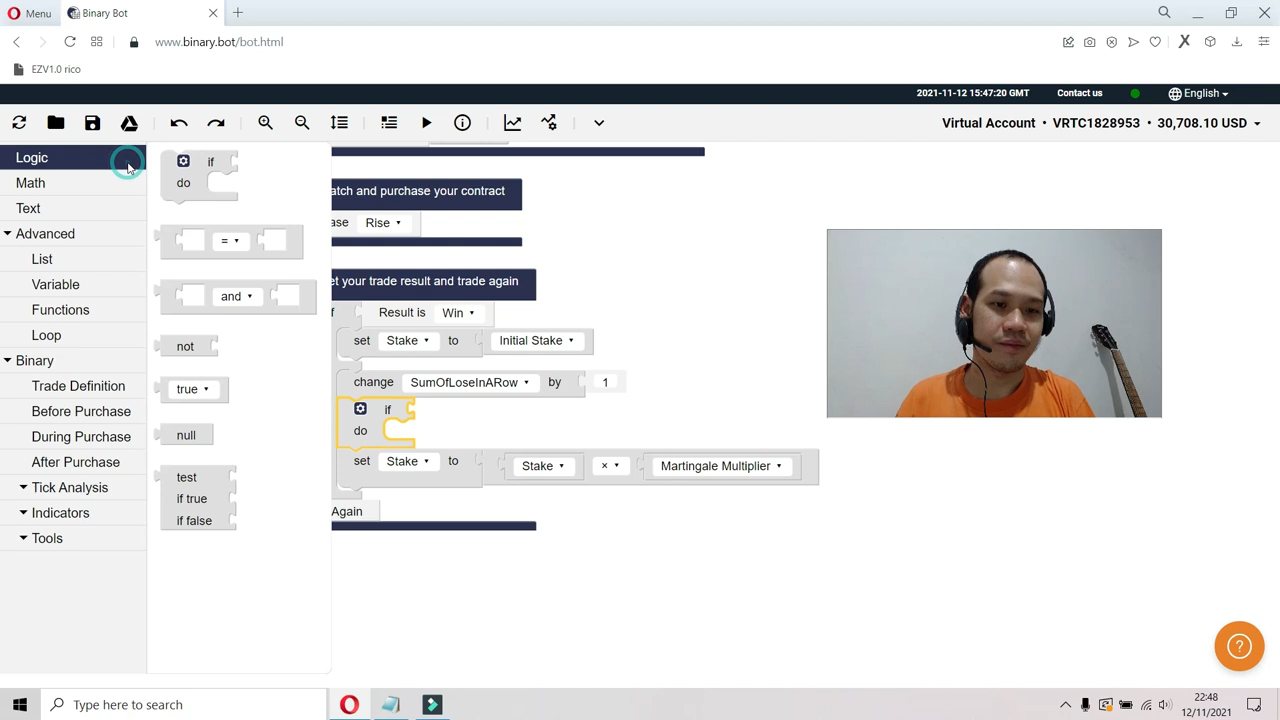 Menu
Binary Bot
www.binary.bot/bot.html
EZV1.0 rico
2021-11-12 15:47:20 GMT
Contact us
English
Virtual Account • VRTC1828953 • 30,708.10 USD
Logic
Math
Text
Advanced
List
Variable
Functions
Loop
Binary
Trade Definition
Before Purchase
During Purchase
After Purchase
Tick Analysis
Indicators
Tools
if
do
=
and
not
true
null
test
if true
if false
atch and purchase your contract
ase Rise
et your trade result and trade again
f Result is Win
set Stake to Initial Stake
change SumOfLoseInARow by 1
if
do
set Stake to Stake × Martingale Multiplier
Again
?
Type here to search
22:48
12/11/2021